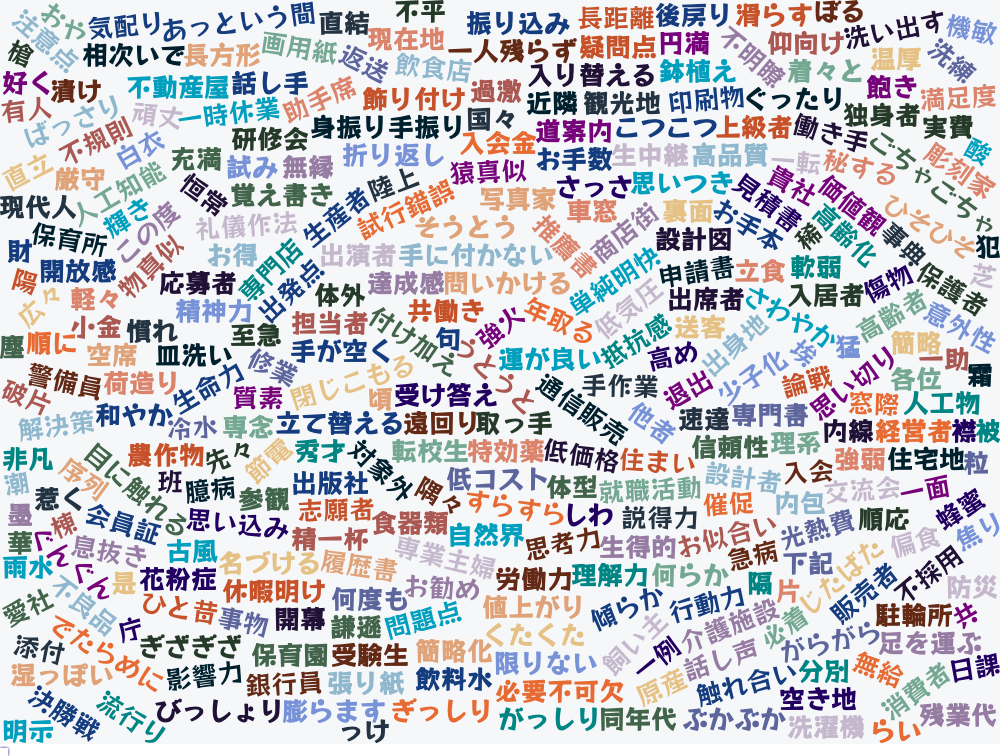 注意点
おや
気配り
あっという間
直結
不平
振り込み
長距離
後戻り
滑らす
ぼる
洗い出す
機敏
槍
相次いで
長方形
画用紙
返送
現在地
飲食店
一人残らず
疑問点
円満
不明瞭
仰向け
着々と
温厚
洗練
好く
漬け
不動産屋
話し手
助手席
飾り付け
過激
入り替える
鉢植え
飽き
満足度
有人
ばっさり
頑丈
一時休業
近隣
観光地
印刷物
ぐったり
独身者
実費
不規則
白衣
研修会
身振り手振り
国々
入会金
道案内
こつこつ
上級者
働き手
ごちゃごちゃ
彫刻家
酸
直立
厳守
人工知能
充満
試み
無縁
折り返し
猿真似
お手数
生中継
高品質
一転
秘する
現代人
輝き
この度
恒常
覚え書き
陸上
試行錯誤
写真家
さっさ
思いつき
見積書
貴社
価値観
ひそひそ
財
保育所
物真似
礼儀作法
生産者
そうとう
推薦書
車窓
商店街
裏面
お手本
補
高齢化
事典
犯
陽
開放感
お得
専門店
出演者
手に付かない
設計図
単純明快
申請書
立食
軟弱
傷物
保護者
芝
広々
軽々
応募者
出発点
体外
達成感
問いかける
低気圧
出席者
さわやか
入居者
高齢者
意外性
塵
順に
小金
慣れ
精神力
至急
担当者
付け加え
共働き
句
強火
年取る
抵抗感
送客
出身地
埃
猛
簡略
一助
霜
破片
警備員
空席
荷造り
皿洗い
修業
手が空く
うとうと
運が良い
高め
退出
少子化
論戦
思い切り
各位
解決策
和やか
生命力
質素
閉じこもる
頃
受け答え
通信販売
手作業
他者
速達
専門書
窓際
人工物
冷水
専念
立て替える
遠回り
取っ手
信頼性
理系
内線
経営者
襟
被
非凡
目に触れる
農作物
先々
節電
秀才
対象外
転校生
特効薬
低価格
住まい
設計者
入会
強弱
住宅地
粒
潮
序列
班
臆病
参観
出版社
隅々
低コスト
体型
就職活動
催促
内包
交流会
一面
蜂蜜
墨
惹く
棟
会員証
思い込み
志願者
食器類
すらすら
しわ
説得力
光熱費
順応
華
ぐんぐん
息抜き
古風
精一杯
専業主婦
自然界
思考力
生得的
お似合い
急病
下記
偏食
焦り
雨水
不良品
是
花粉症
名づける
履歴書
お勧め
労働力
理解力
何らか
隔
片
じたばた
販売者
不採用
防災
愛社
でたらめに
庁
ひと昔
事物
休暇明け
開幕
何度も
謙遜
問題点
値上がり
傾らか
行動力
介護施設
必着
駐輪所
共
添付
ぎざぎざ
保育園
受験生
簡略化
くたくた
限りない
飼い主
一例
話し声
がらがら
足を運ぶ
湿っぽい
影響力
銀行員
張り紙
飲料水
必要不可欠
原産
触れ合い
分別
無給
消費者
日課
明示
決勝戦
流行り
びっしょり
膨らます
っけ
ぎっしり
がっしり
同年代
ぶかぶか
空き地
洗濯機
らい
残業代